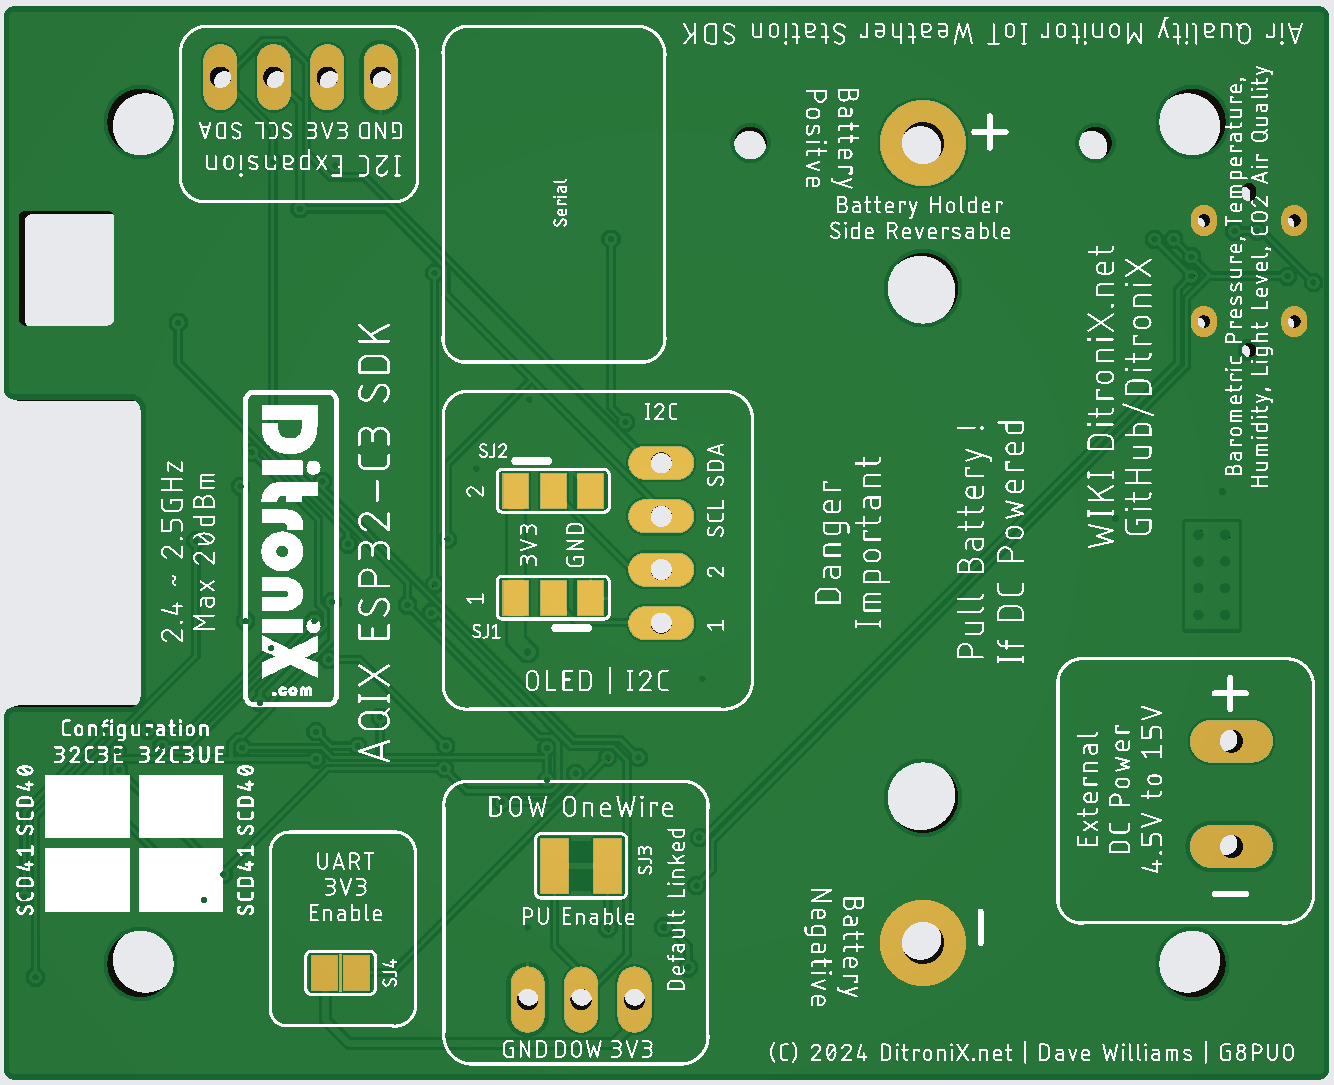 Air Quality Monitor IoT Weather Station SDK
GND 3V3 SCL SDA
I2C Expansion
Serial
Battery
Positve
+
Battery Holder
Side Reversable
Barometric Pressure, Temperature,
Humidity, Light Level, CO2 Air Quality
WIKI DitroniX.net
GitHub/DitroniX
2.4 ~ 2.5GHz
Max 20dBm
DitroniX
.com
AQIX ESP32-C3 SDK
I2C
SJ2
2
3V3
GND
1
SJ1
SDA
SCL
2
1
OLED | I2C
Danger
Important
Pull Battery !
If DC Powered
Configuration
32C3E 32C3UE
SCD40
SCD41
SCD40
SCD41
UART
3V3
Enable
SJ4
DOW OneWire
SJ3
PU Enable
Default Linked
GND DOW 3V3
Battery
Negative
-
External
DC Power
4.5V to 15V
+
-
(C) 2024 DitroniX.net | Dave Williams | G8PUO